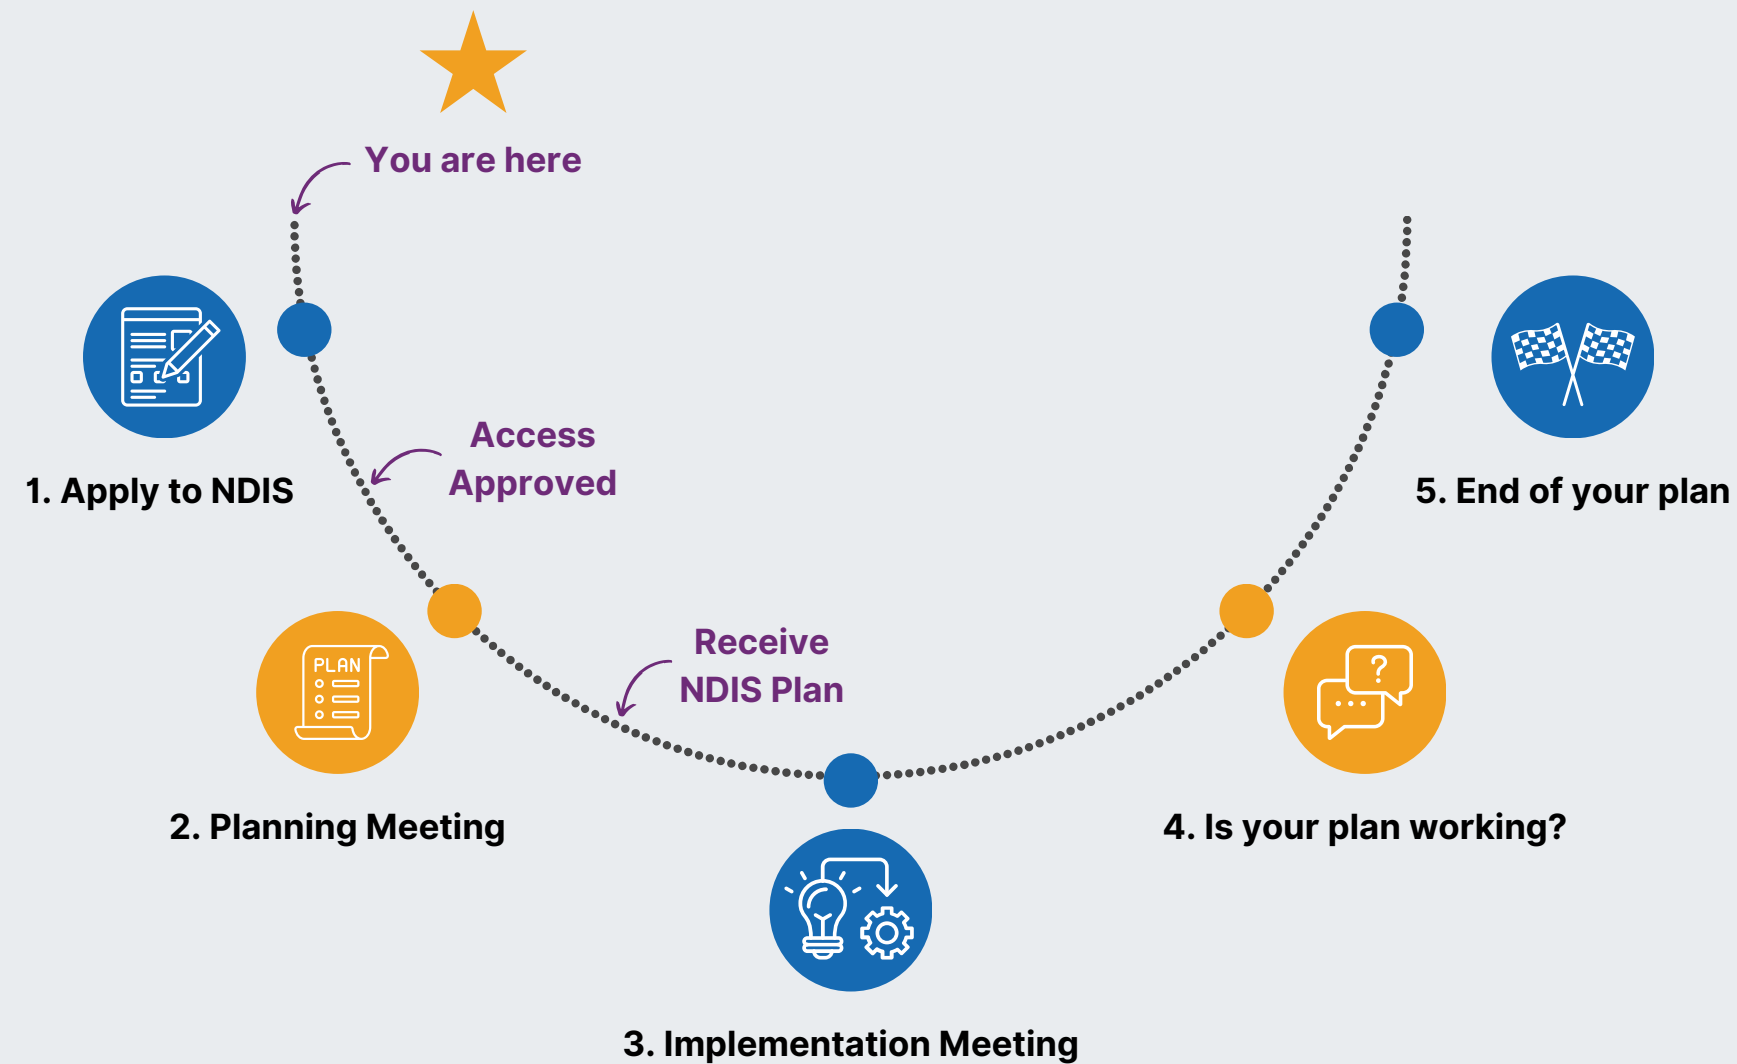 You are here
1. Apply to NDIS
Access
Approved
PLAN
2. Planning Meeting
Receive
NDIS Plan
3. Implementation Meeting
?
4. Is your plan working?
5. End of your plan